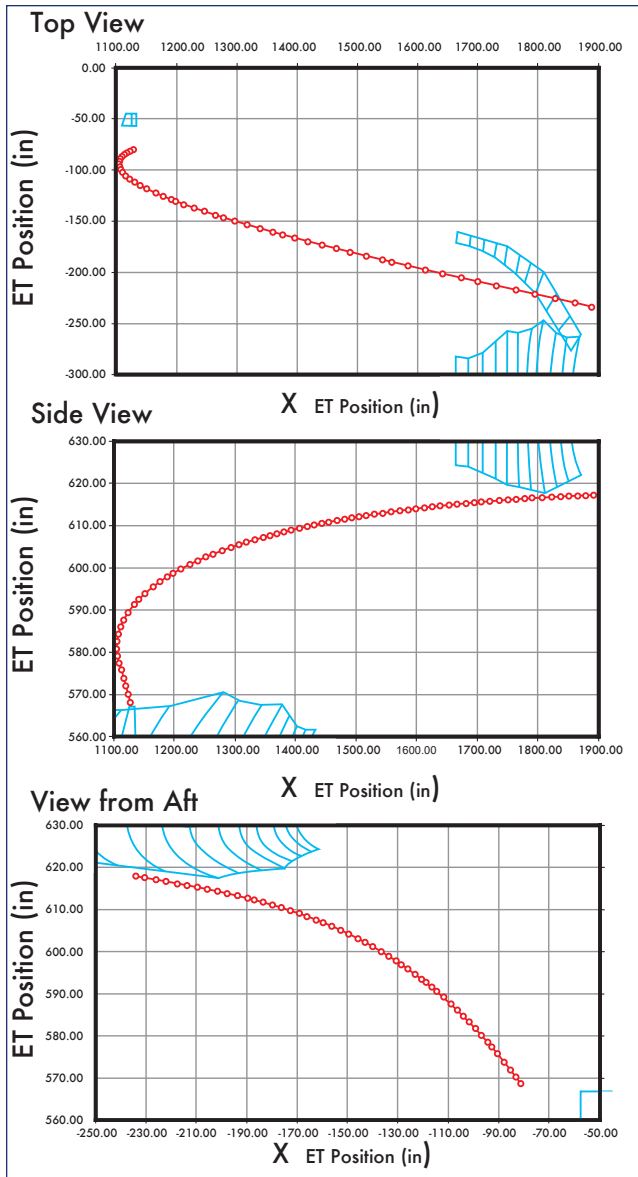 Top View
1100.00 1200.00 1300.00 1400.00 1500.00 1600.00 1700.00 1800.00 1900.00
0.00
-50.00
-100.00
-150.00
-200.00
-250.00
-300.00
ET Position (in)
X ET Position (in)
Side View
630.00
620.00
610.00
600.00
590.00
580.00
570.00
560.00
ET Position (in)
1100.00 1200.00 1300.00 1400.00 1500.00 1600.00 1700.00 1800.00 1900.00
X ET Position (in)
View from Aft
630.00
620.00
610.00
600.00
590.00
580.00
570.00
560.00
ET Position (in)
-250.00 -230.00 -210.00 -190.00 -170.00 -150.00 -130.00 -110.00 -90.00 -70.00 -50.00
X ET Position (in)